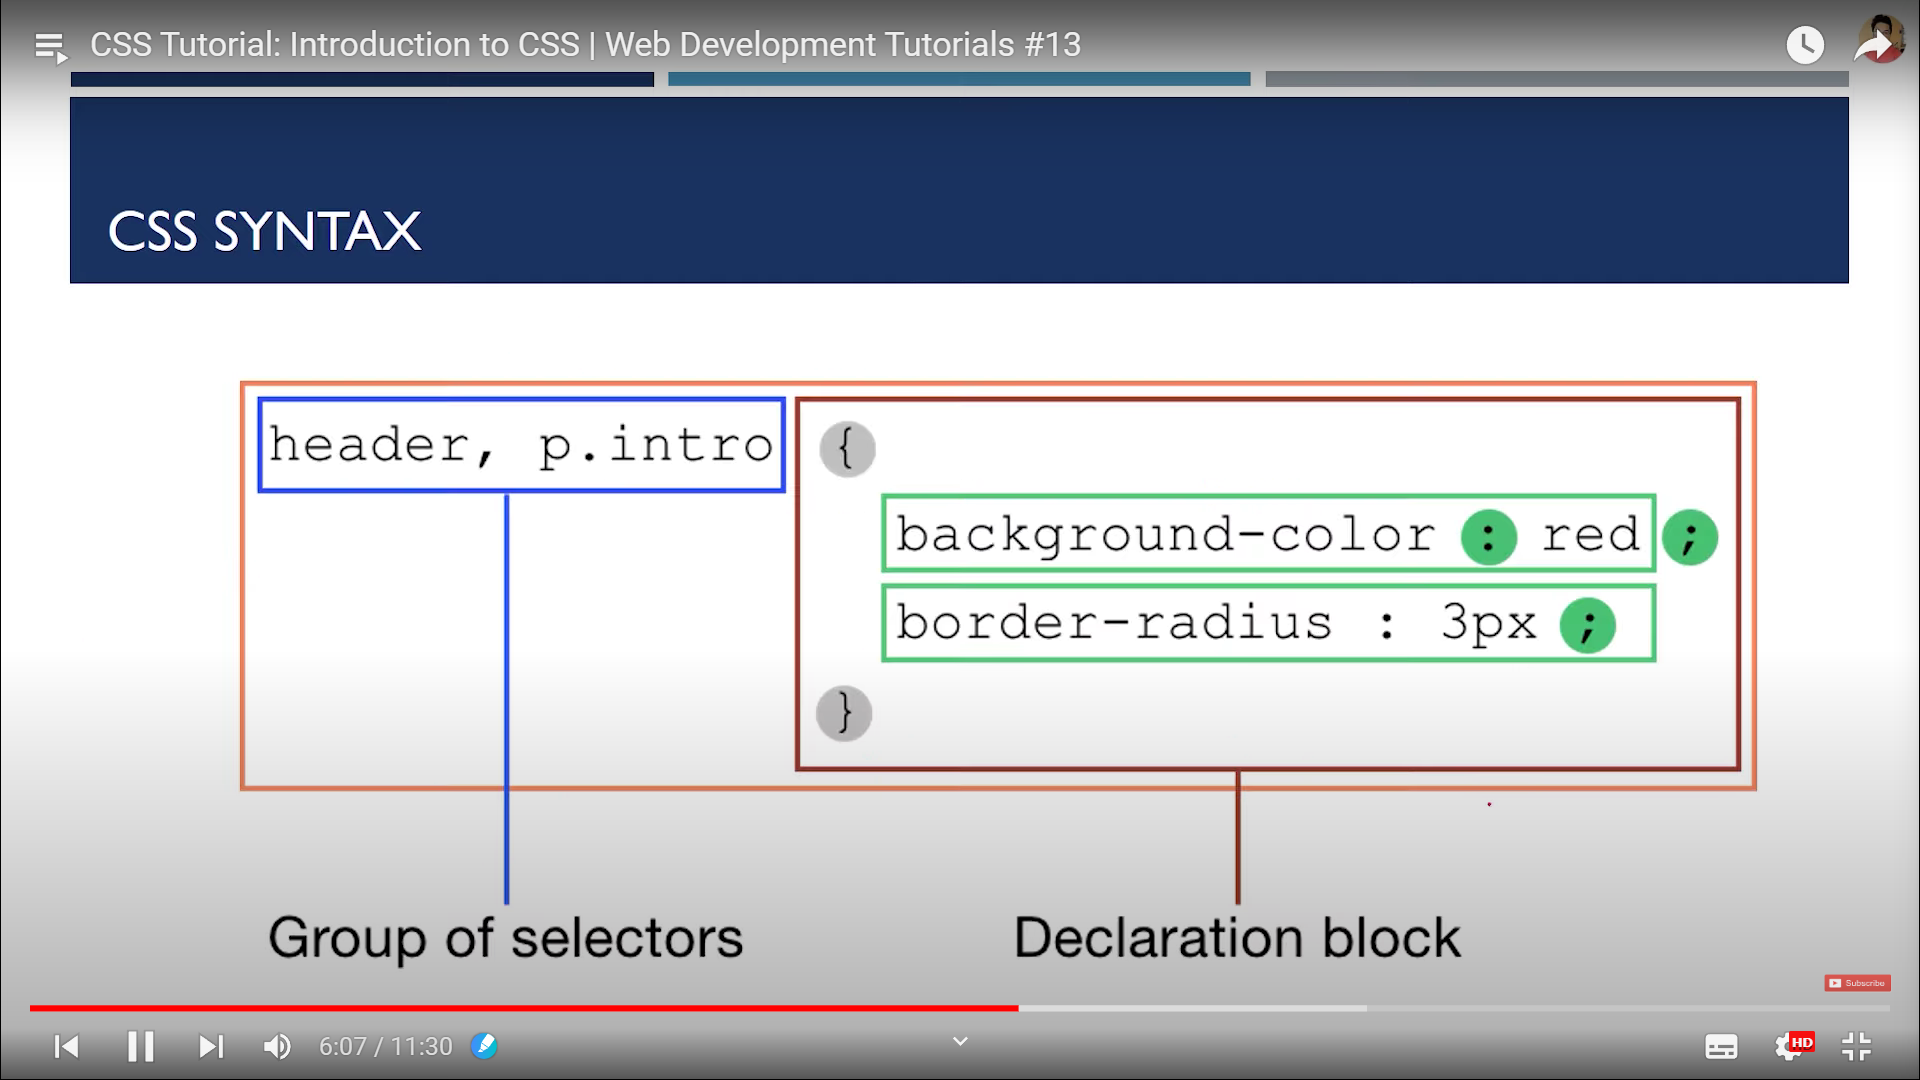 CSS Tutorial: Introduction to CSS | Web Development Tutorials #13
CSS SYNTAX
header, p.intro
{
background-color : red ;
border-radius : 3px ;
}
Group of selectors
Declaration block
Subscribe
6:07 / 11:30
HD